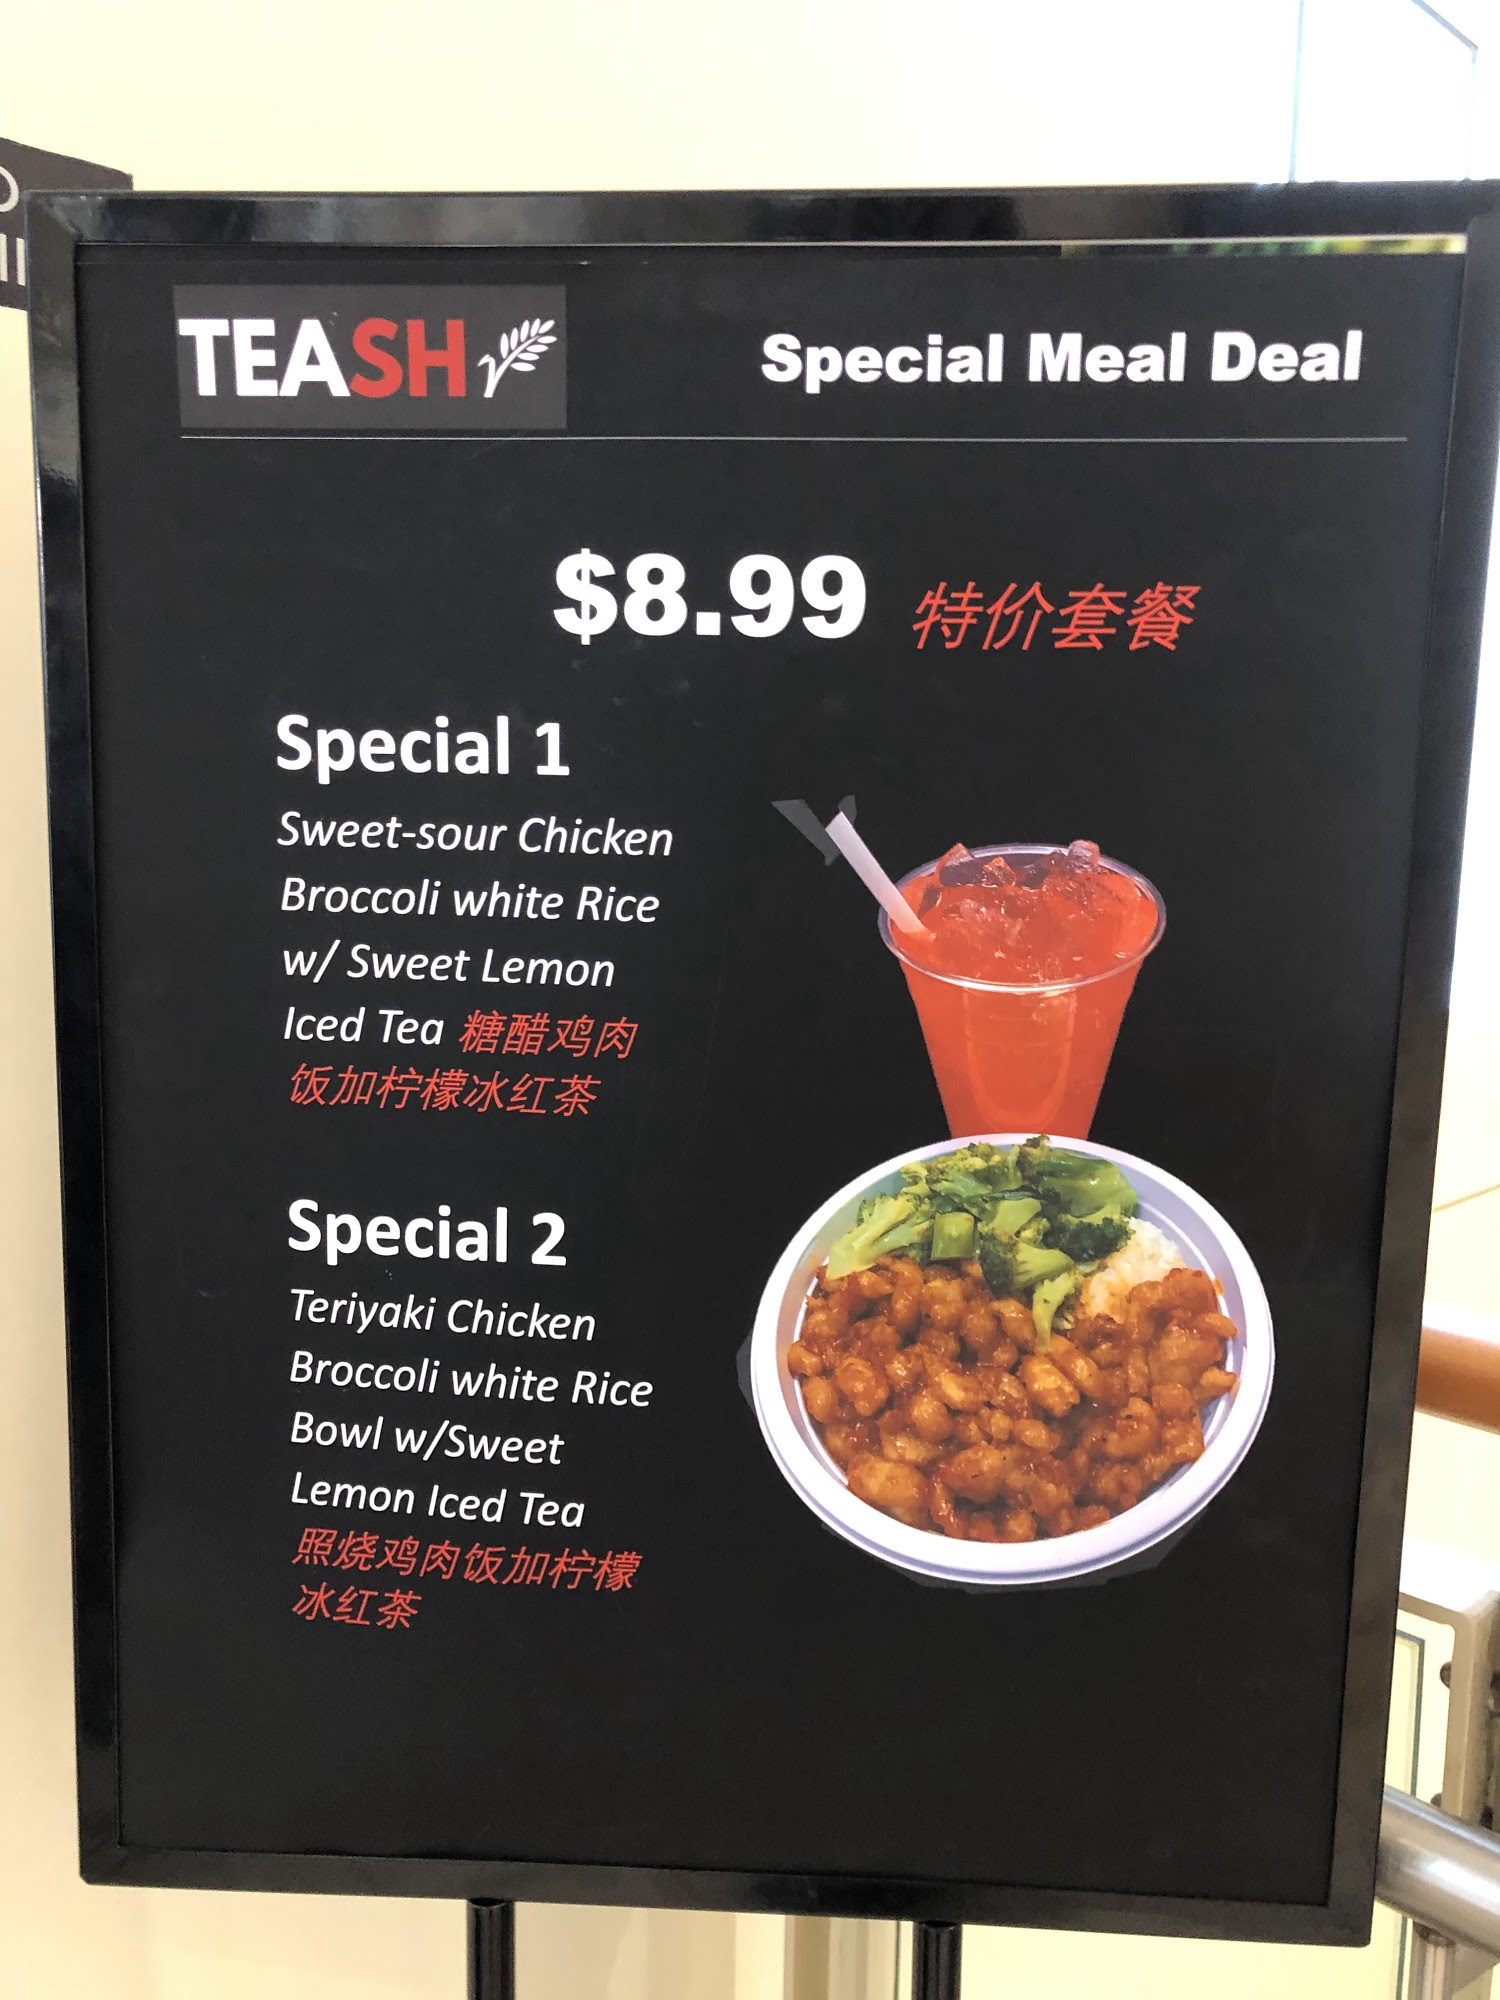 TEASH
Special Meal Deal
$8.99 特价套餐
Special 1
Sweet-sour Chicken
Broccoli white Rice
w/ Sweet Lemon
Iced Tea 糖醋鸡肉
饭加柠檬冰红茶
Special 2
Teriyaki Chicken
Broccoli white Rice
Bowl w/Sweet
Lemon Iced Tea
照烧鸡肉饭加柠檬
冰红茶